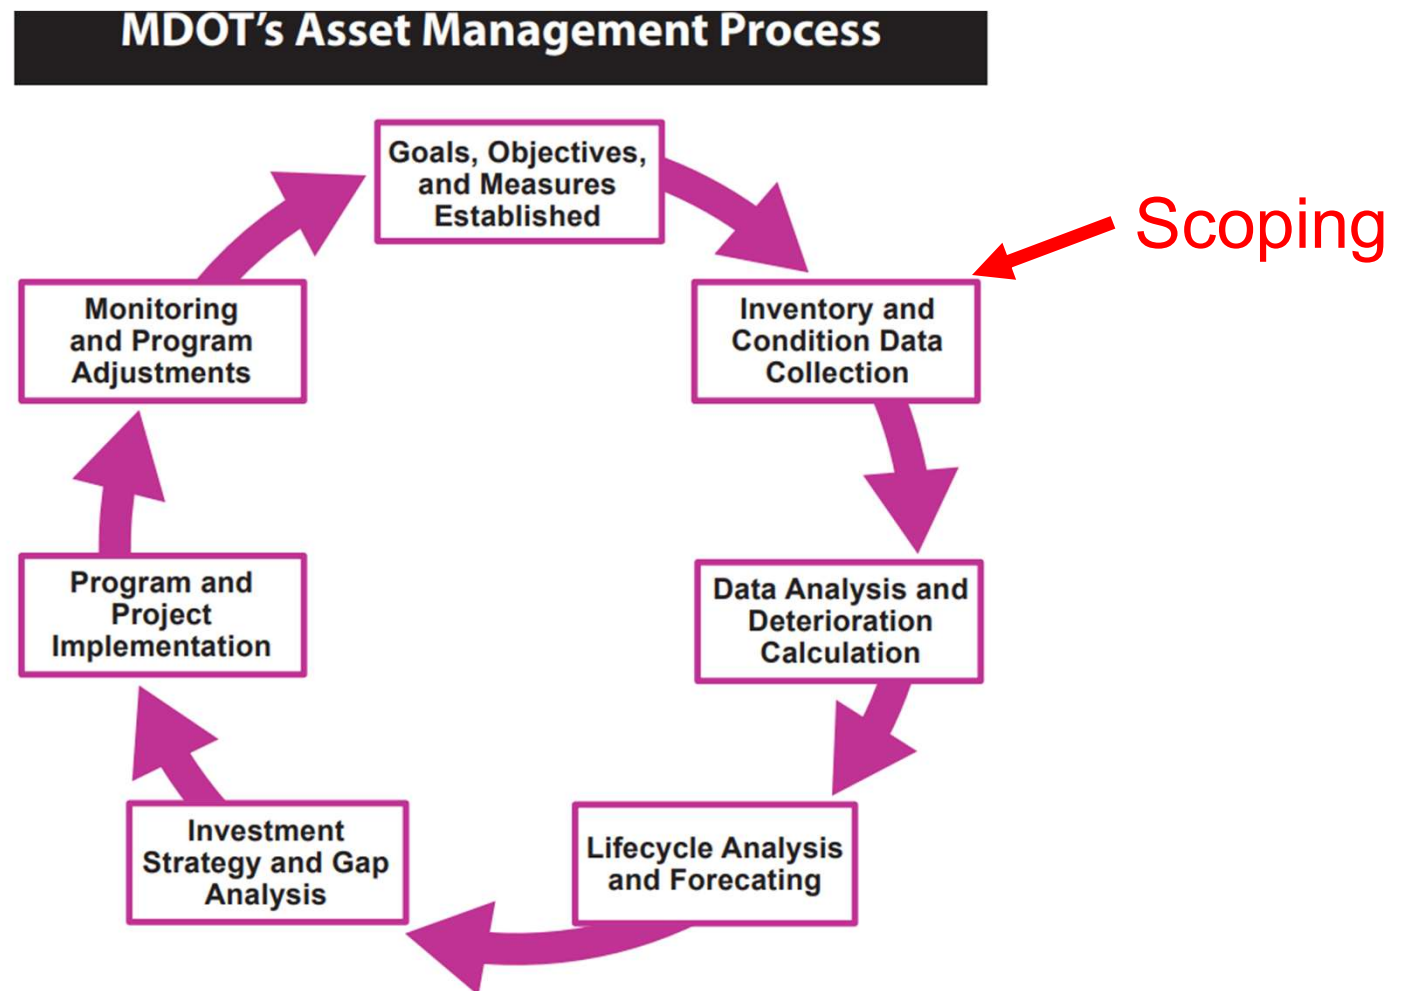 MDOT's Asset Management Process
Goals, Objectives,
and Measures
Established
Scoping
Inventory and
Condition Data
Collection
Data Analysis and
Deterioration
Calculation
Lifecycle Analysis
and Forecating
Investment
Strategy and Gap
Analysis
Program and
Project
Implementation
Monitoring
and Program
Adjustments